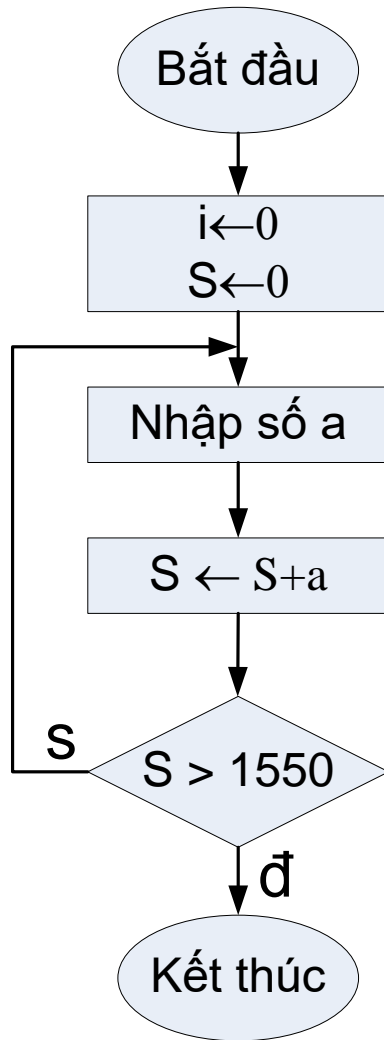 Bắt đầu
i←0
S←0
Nhập số a
S ← S+a
S > 1550
s
đ
Kết thúc